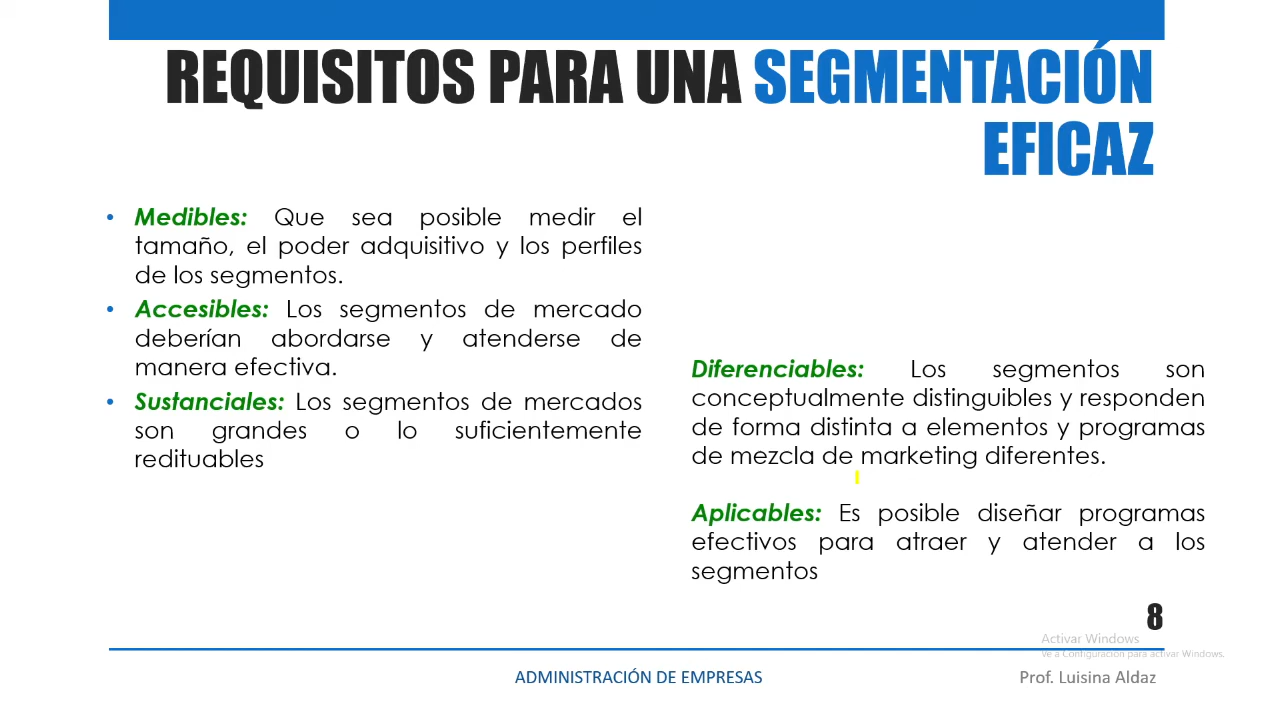 REQUISITOS PARA UNA SEGMENTACIÓN
EFICAZ
• Medibles: Que sea posible medir el
tamaño, el poder adquisitivo y los perfiles
de los segmentos.
• Accesibles: Los segmentos de mercado
deberían abordarse y atenderse de
manera efectiva.
• Sustanciales: Los segmentos de mercados
son grandes o lo suficientemente
redituables
Diferenciables: Los segmentos son
conceptualmente distinguibles y responden
de forma distinta a elementos y programas
de mezcla de marketing diferentes.
Aplicables: Es posible diseñar programas
efectivos para atraer y atender a los
segmentos
8
Activar Windows
Ve a Configuración para activar Windows.
ADMINISTRACIÓN DE EMPRESAS
Prof. Luisina Aldaz